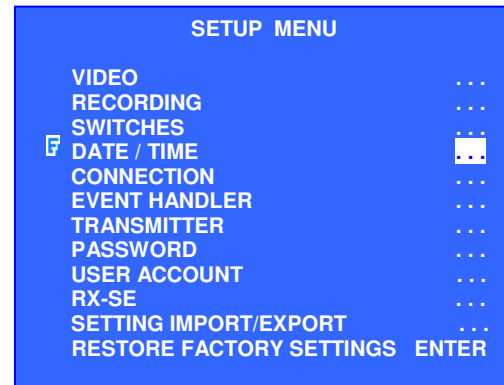 SETUP MENU
VIDEO ...
RECORDING ...
SWITCHES ...
F DATE / TIME ...
CONNECTION ...
EVENT HANDLER ...
TRANSMITTER ...
PASSWORD ...
USER ACCOUNT ...
RX-SE ...
SETTING IMPORT/EXPORT ...
RESTORE FACTORY SETTINGS ENTER